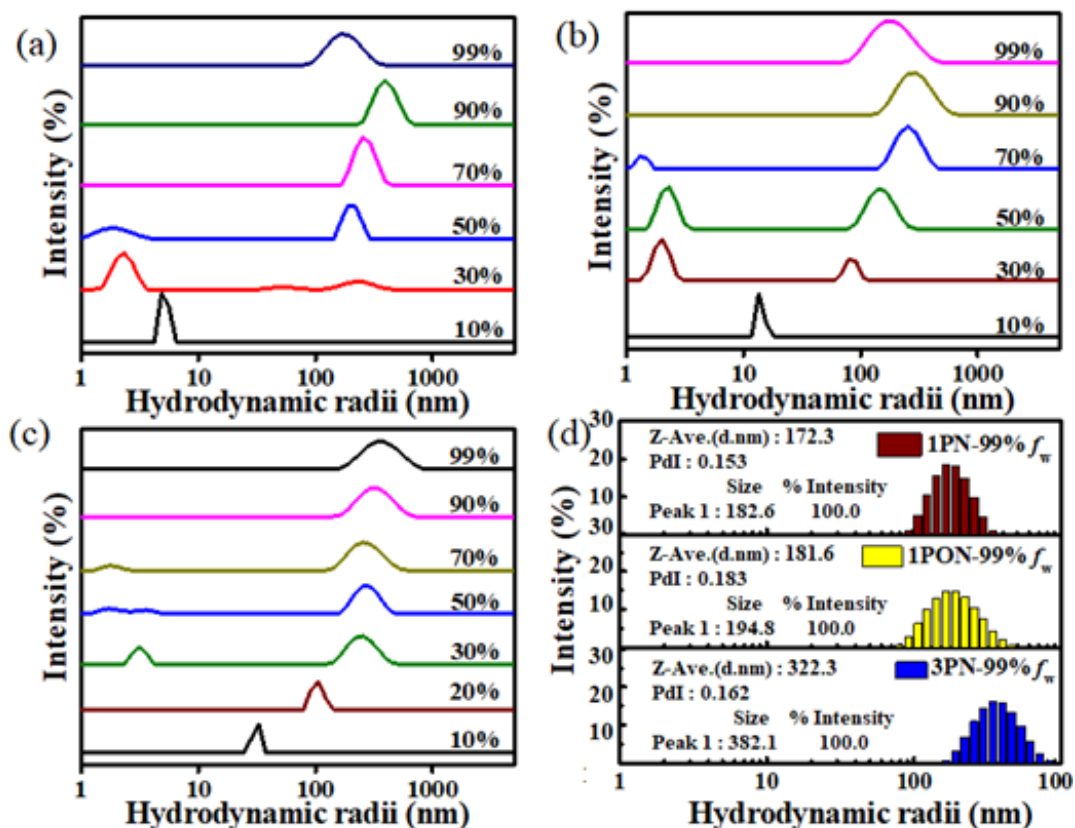 (a)
99%
90%
70%
50%
30%
10%
Intensity (%)
1 10 100 1000
Hydrodynamic radii (nm)
(b)
99%
90%
70%
50%
30%
10%
Intensity (%)
1 10 100 1000
Hydrodynamic radii (nm)
(c)
99%
90%
70%
50%
30%
20%
10%
Intensity (%)
1 10 100 1000
Hydrodynamic radii (nm)
(d)
30
20
10
Z-Ave.(d.nm) : 172.3
1PN-99% fw
PdI : 0.153
Size % Intensity
Peak 1 : 182.6 100.0
30
20
10
Z-Ave.(d.nm) : 181.6
1PON-99% fw
PdI : 0.183
Size % Intensity
Peak 1 : 194.8 100.0
30
20
10
Z-Ave.(d.nm) : 322.3
3PN-99% fw
PdI : 0.162
Size % Intensity
Peak 1 : 382.1 100.0
Intensity (%)
1 10 100 100
Hydrodynamic radii (nm)